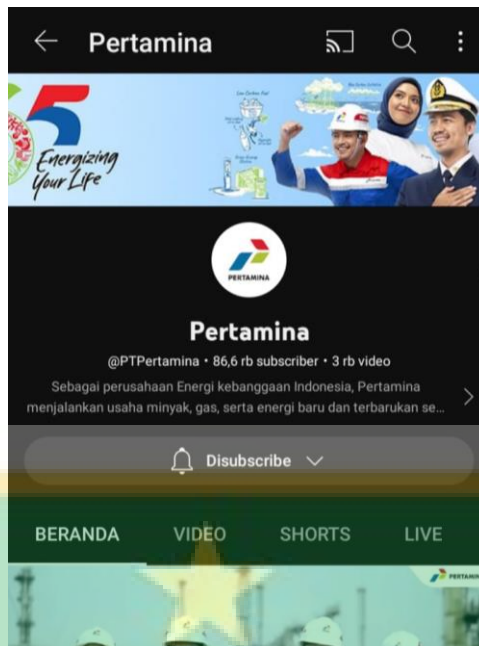 Pertamina
65
Energizing
Your Life
PERTAMINA
Pertamina
@PTPertamina • 86,6 rb subscriber • 3 rb video
Sebagai perusahaan Energi kebanggaan Indonesia, Pertamina
menjalankan usaha minyak, gas, serta energi baru dan terbarukan se...
Disubscribe
BERANDA VIDEO SHORTS LIVE